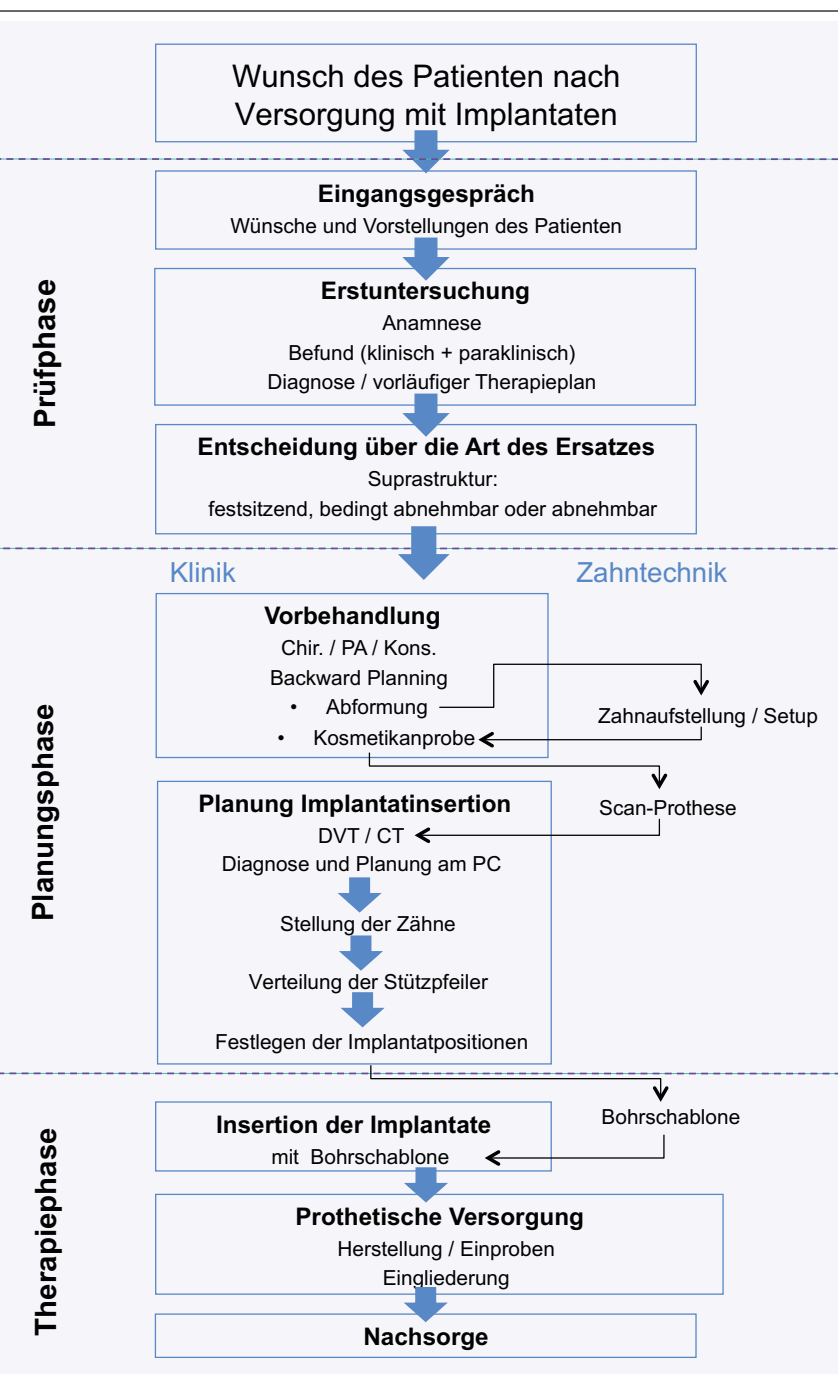 Wunsch des Patienten nach
Versorgung mit Implantaten
Prüfphase
Eingangsgespräch
Wünsche und Vorstellungen des Patienten
Erstuntersuchung
Anamnese
Befund (klinisch + paraklinisch)
Diagnose / vorläufiger Therapieplan
Entscheidung über die Art des Ersatzes
Suprastruktur:
festsitzend, bedingt abnehmbar oder abnehmbar
Planungsphase
Klinik
Zahntechnik
Vorbehandlung
Chir. / PA / Kons.
Backward Planning
• Abformung
Zahnaufstellung / Setup
• Kosmetikanprobe
Planung Implantatinsertion
Scan-Prothese
DVT / CT
Diagnose und Planung am PC
Stellung der Zähne
Verteilung der Stützpfeiler
Festlegen der Implantatpositionen
Therapiephase
Bohrschablone
Insertion der Implantate
mit Bohrschablone
Prothetische Versorgung
Herstellung / Einproben
Eingliederung
Nachsorge